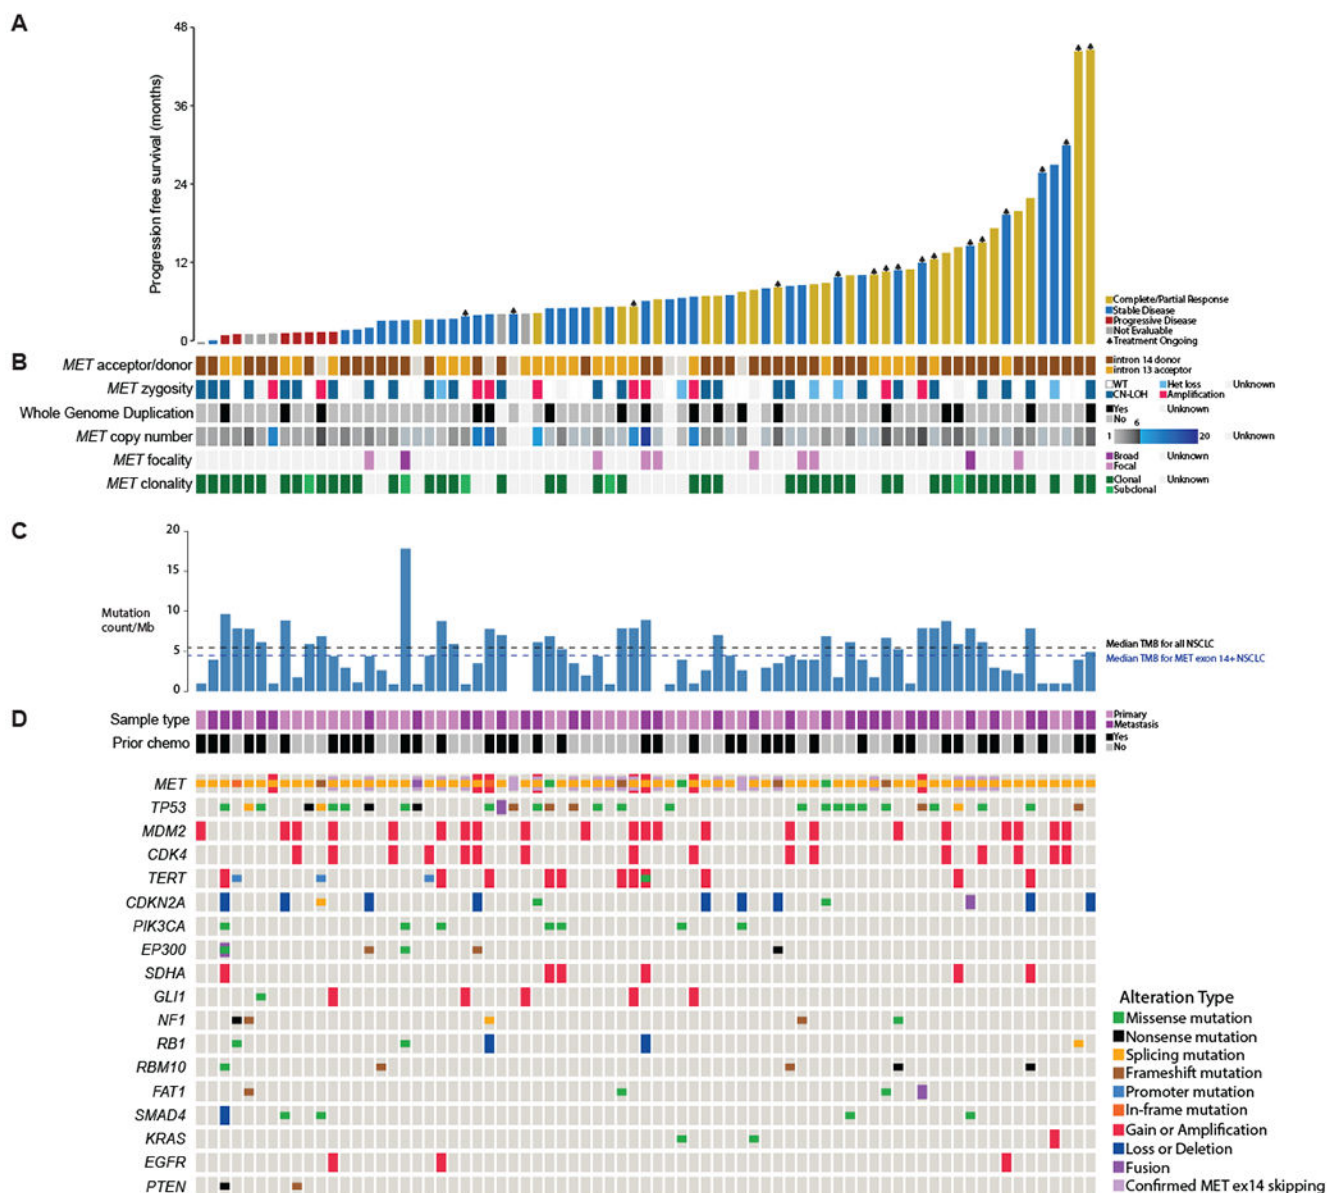 A
48
36
24
12
0
Progression free survival (months)
Complete/Partial Response
Stable Disease
Progressive Disease
Not Evaluable
Treatment Ongoing
B
MET acceptor/donor
intron 14 donor
intron 13 acceptor
MET zygosity
WT Het loss Unknown
CN-LOH Amplification
Whole Genome Duplication
Yes Unknown
No
MET copy number
6
1 20 Unknown
MET focality
Broad Unknown
Focal
MET clonality
Clonal Unknown
Subclonal
C
20
15
10
5
0
Mutation
count/Mb
Median TMB for all NSCLC
Median TMB for MET exon 14+ NSCLC
D
Sample type
Primary
Metastasis
Prior chemo
Yes
No
MET
TP53
MDM2
CDK4
TERT
CDKN2A
PIK3CA
EP300
SDHA
GLI1
NF1
RB1
RBM10
FAT1
SMAD4
KRAS
EGFR
PTEN
Alteration Type
Missense mutation
Nonsense mutation
Splicing mutation
Frameshift mutation
Promoter mutation
In-frame mutation
Gain or Amplification
Loss or Deletion
Fusion
Confirmed MET ex14 skipping